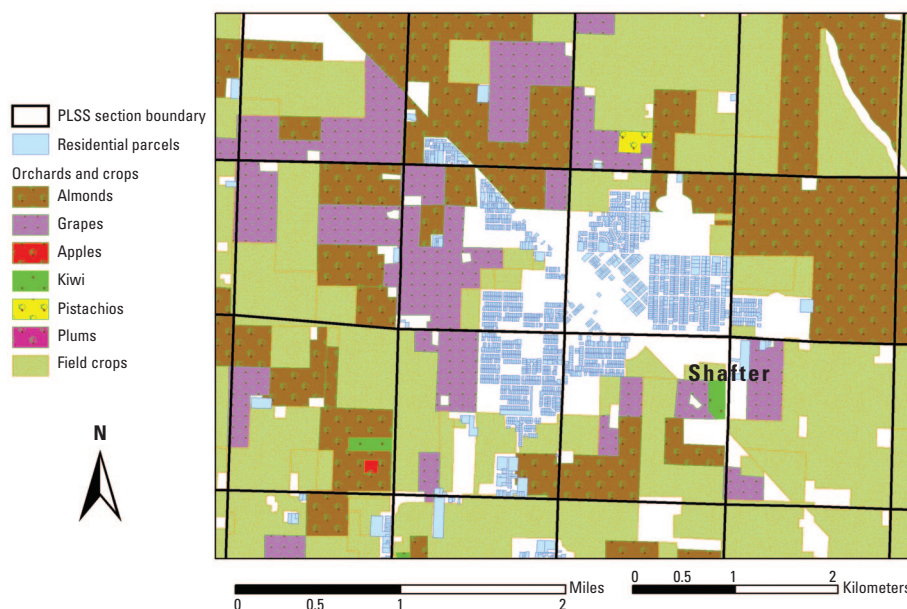 PLSS section boundary
Residential parcels
Orchards and crops
Almonds
Grapes
Apples
Kiwi
Pistachios
Plums
Field crops
N
Shafter
0 0.5 1 2 Miles
0 0.5 1 2 Kilometers